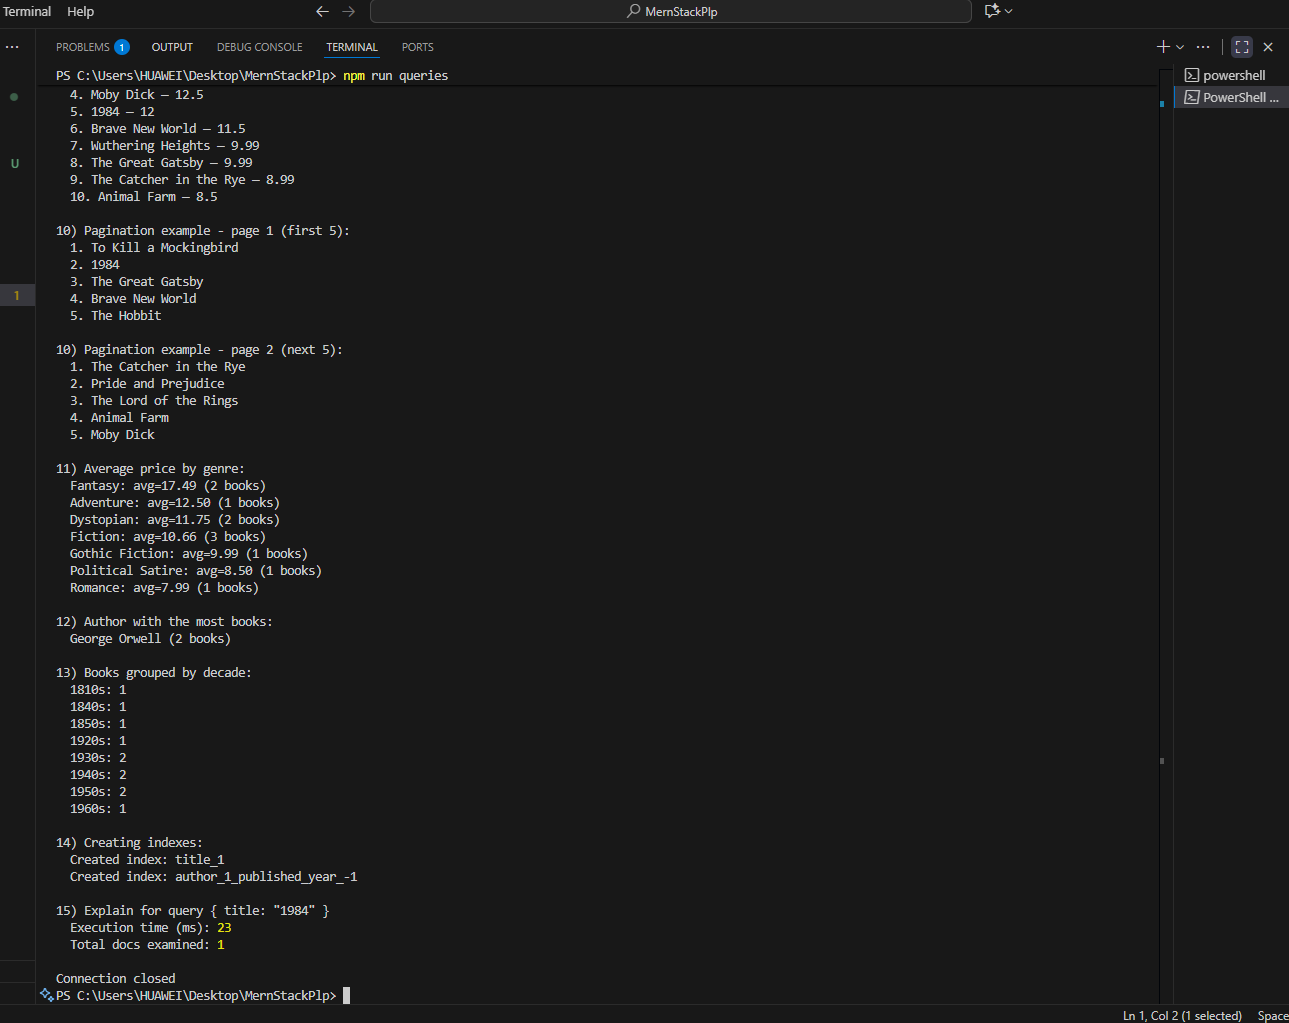 Terminal Help
MernStackPlp
PROBLEMS 1 OUTPUT DEBUG CONSOLE TERMINAL PORTS
PS C:\Users\HUAWEI\Desktop\MernStackPlp> npm run queries
powershell
PowerShell ...
4. Moby Dick — 12.5
5. 1984 — 12
6. Brave New World — 11.5
7. Wuthering Heights — 9.99
8. The Great Gatsby — 9.99
9. The Catcher in the Rye — 8.99
10. Animal Farm — 8.5
U
1
10) Pagination example - page 1 (first 5):
1. To Kill a Mockingbird
2. 1984
3. The Great Gatsby
4. Brave New World
5. The Hobbit
10) Pagination example - page 2 (next 5):
1. The Catcher in the Rye
2. Pride and Prejudice
3. The Lord of the Rings
4. Animal Farm
5. Moby Dick
11) Average price by genre:
Fantasy: avg=17.49 (2 books)
Adventure: avg=12.50 (1 books)
Dystopian: avg=11.75 (2 books)
Fiction: avg=10.66 (3 books)
Gothic Fiction: avg=9.99 (1 books)
Political Satire: avg=8.50 (1 books)
Romance: avg=7.99 (1 books)
12) Author with the most books:
George Orwell (2 books)
13) Books grouped by decade:
1810s: 1
1840s: 1
1850s: 1
1920s: 1
1930s: 2
1940s: 2
1950s: 2
1960s: 1
14) Creating indexes:
Created index: title_1
Created index: author_1_published_year_-1
15) Explain for query { title: "1984" }
Execution time (ms): 23
Total docs examined: 1
Connection closed
PS C:\Users\HUAWEI\Desktop\MernStackPlp>
Ln 1, Col 2 (1 selected) Space